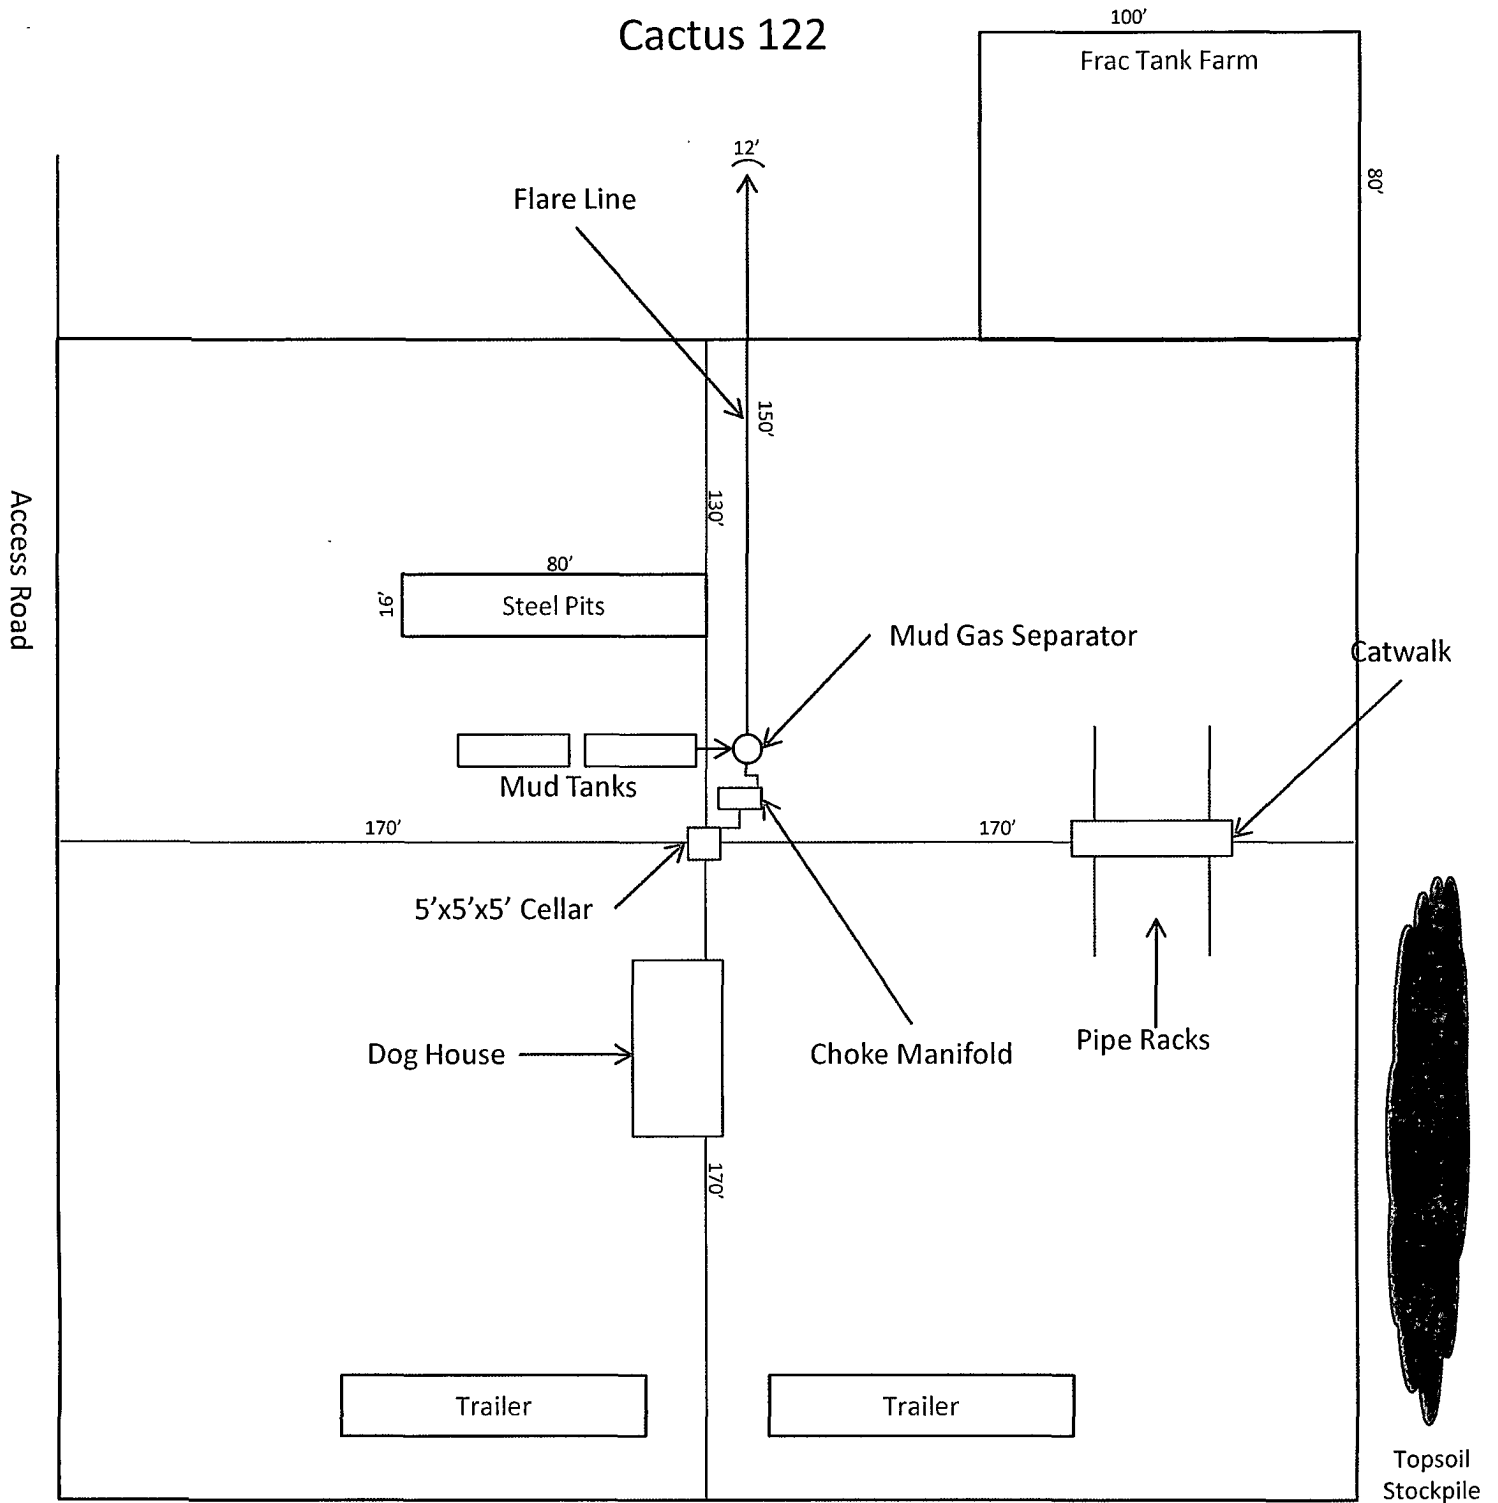 Cactus 122
100’
Frac Tank Farm
80’
12’
Flare Line
150’
130’
Access Road
80’
16’
Steel Pits
Mud Gas Separator
Catwalk
Mud Tanks
170’
170’
5’x5’x5’ Cellar
Dog House
Choke Manifold
Pipe Racks
170’
Trailer
Trailer
Topsoil
Stockpile